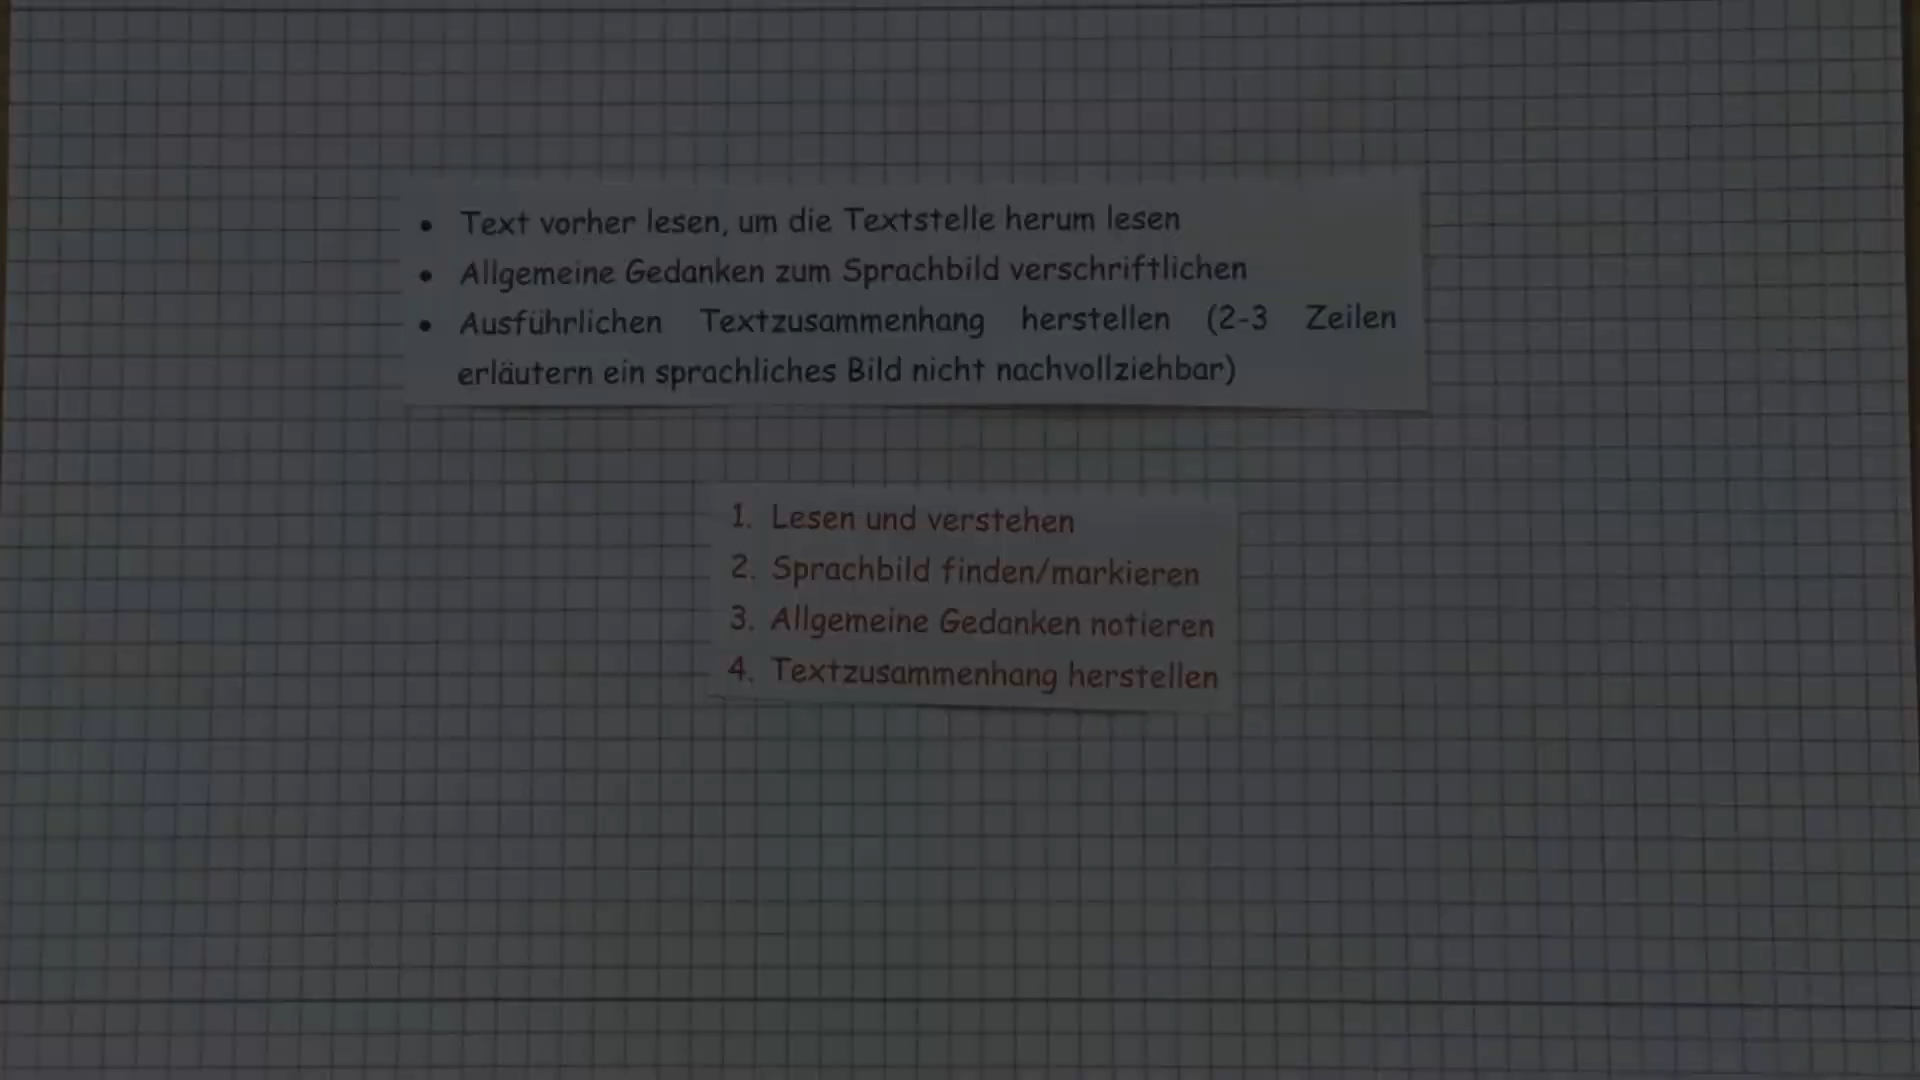 • Text vorher lesen, um die Textstelle herum lesen
• Allgemeine Gedanken zum Sprachbild verschriftlichen
• Ausführlichen Textzusammenhang herstellen (2-3 Zeilen
erläutern ein sprachliches Bild nicht nachvollziehbar)
1. Lesen und verstehen
2. Sprachbild finden/markieren
3. Allgemeine Gedanken notieren
4. Textzusammenhang herstellen